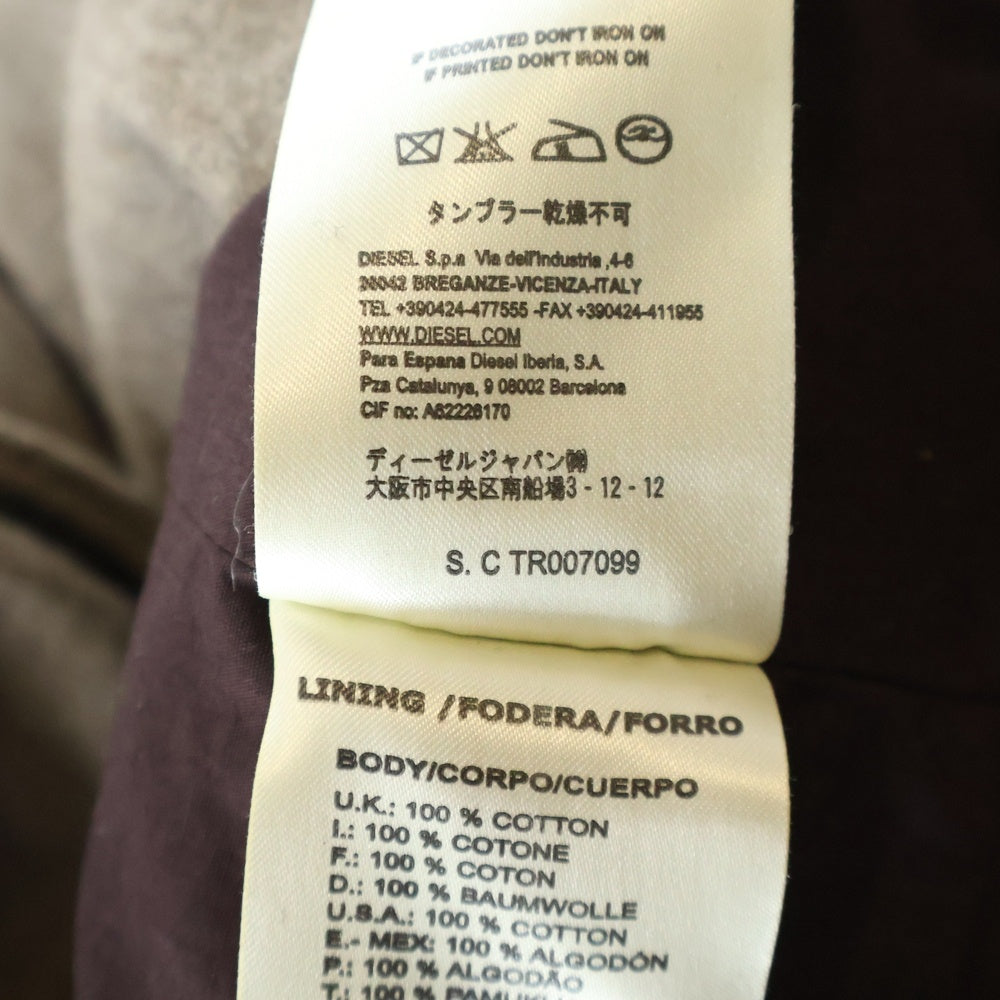 IF DECORATED DON'T IRON ON
IF PRINTED DON'T IRON ON
タンブラー乾燥不可
DIESEL S.p.a Via dell'Industria ,4-6
36042 BREGANZE-VICENZA-ITALY
TEL +390424-477555 -FAX +390424-411955
WWW.DIESEL.COM
Para Espana Diesel Iberia, S.A.
Pza Catalunya, 9 08002 Barcelona
CIF no: A62226170
ディーゼルジャパン㈱
大阪市中央区南船場3 - 12 - 12
S. C TR007099
LINING /FODERA/FORRO
BODY/CORPO/CUERPO
U.K.: 100 % COTTON
I.: 100 % COTONE
F.: 100 % COTON
D.: 100 % BAUMWOLLE
U.S.A.: 100 % COTTON
E.- MEX: 100 % ALGODÓN
P.: 100 % ALGODÃO
T.: 100 %